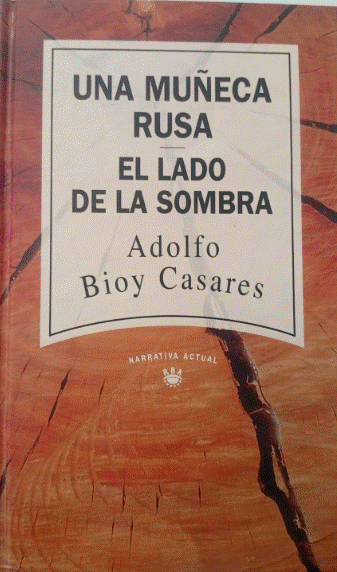 UNA MUÑECA
RUSA
EL LADO
DE LA SOMBRA
Adolfo
Bioy Casares
NARRATIVA ACTUAL
RBA